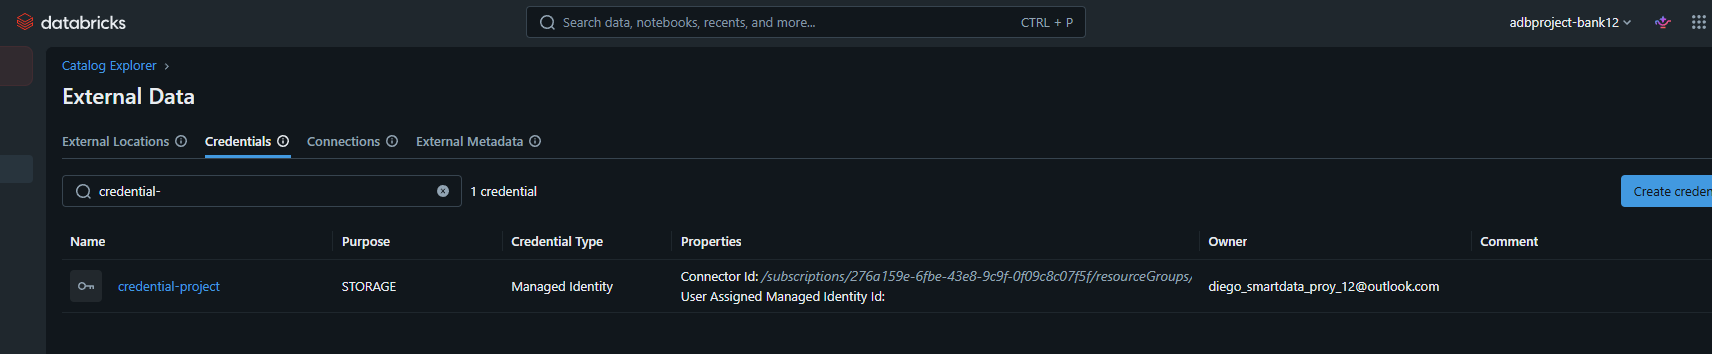 databricks
Search data, notebooks, recents, and more... CTRL + P
adbproject-bank12
Catalog Explorer >
External Data
External Locations Credentials Connections External Metadata
credential- 1 credential
Create creden
Name Purpose Credential Type Properties Owner Comment
credential-project STORAGE Managed Identity Connector Id: /subscriptions/276a159e-6fbe-43e8-9c9f-0f09c8c07f5f/resourceGroups/ diego_smartdata_proy_12@outlook.com
User Assigned Managed Identity Id: